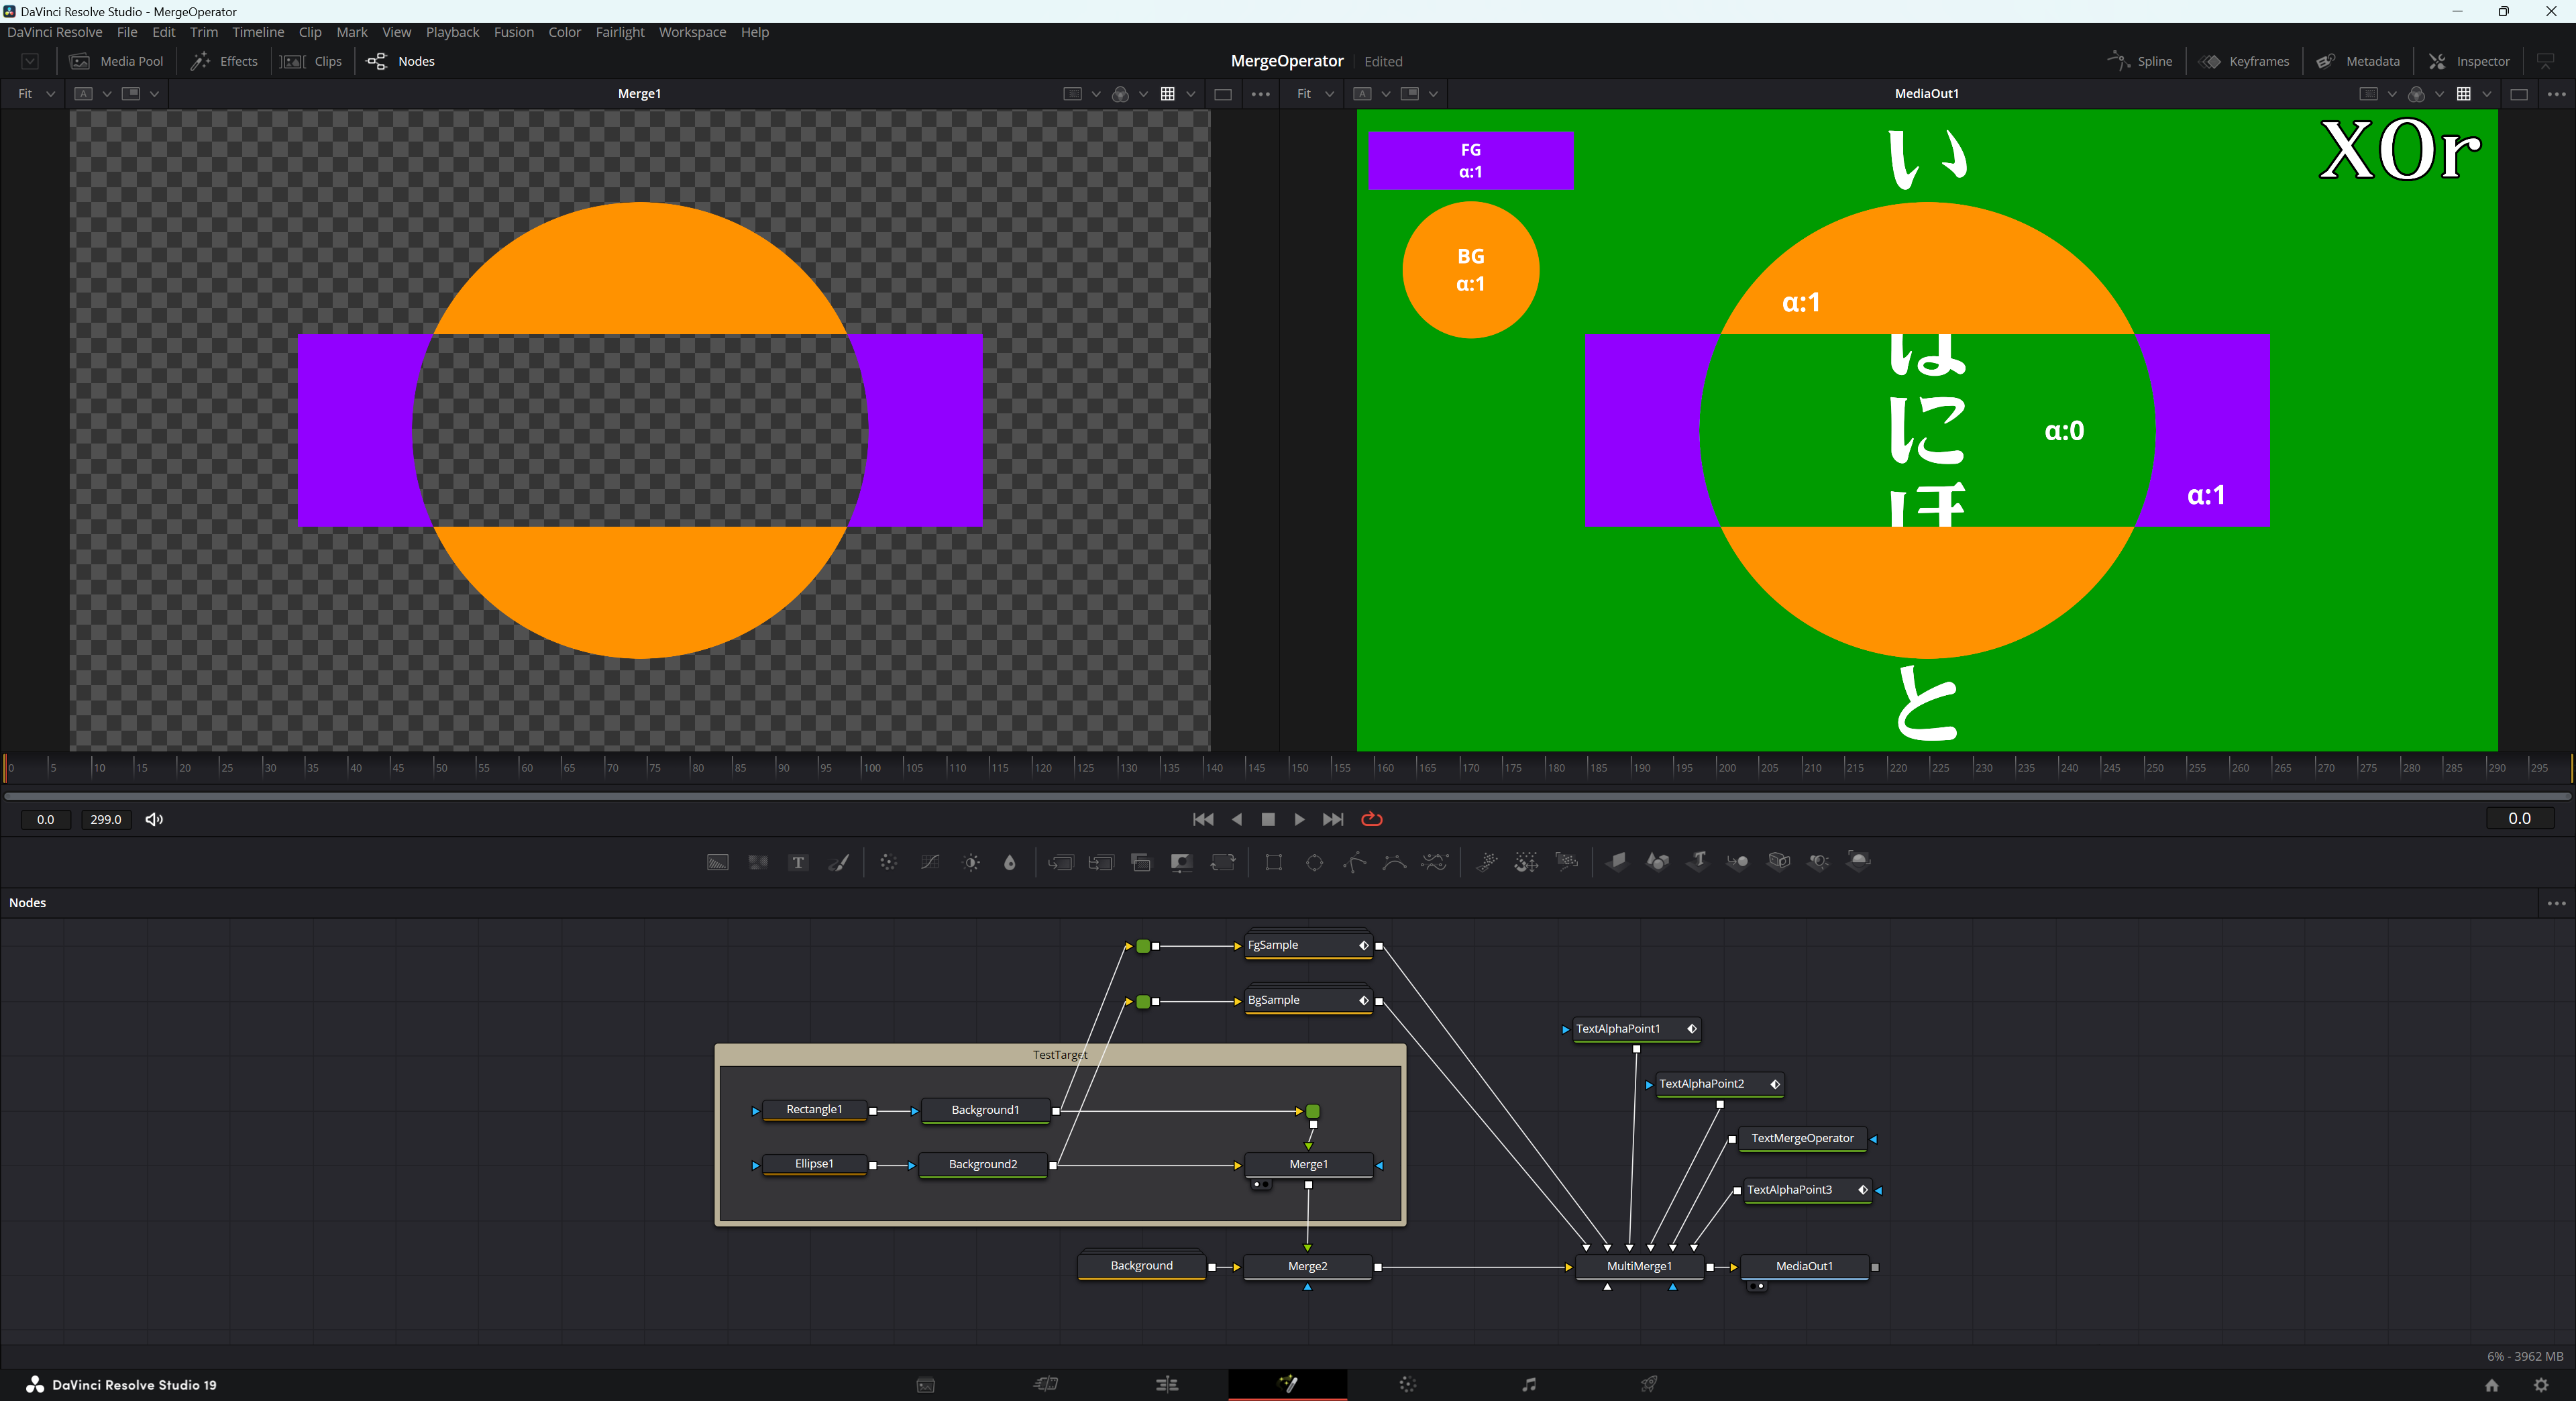 DaVinci Resolve Studio - MergeOperator
DaVinci Resolve File Edit Trim Timeline Clip Mark View Playback Fusion Color Fairlight Workspace Help
Media Pool Effects Clips Nodes MergeOperator Edited Spline Keyframes Metadata Inspector
Fit A Merge1 Fit A MediaOut1
FG
α:1
BG
α:1
XOr
い
は
に
ほ
と
α:1
α:0
α:1
0 5 10 15 20 25 30 35 40 45 50 55 60 65 70 75 80 85 90 95 100 105 110 115 120 125 130 135 140 145 150 155 160 165 170 175 180 185 190 195 200 205 210 215 220 225 230 235 240 245 250 255 260 265 270 275 280 285 290 295
0.0 299.0 0.0
T T
Nodes
FgSample
BgSample
TextAlphaPoint1
TestTarget
TextAlphaPoint2
Rectangle1 Background1
TextMergeOperator
Ellipse1 Background2 Merge1
TextAlphaPoint3
Background Merge2 MultiMerge1 MediaOut1
6% - 3962 MB
DaVinci Resolve Studio 19